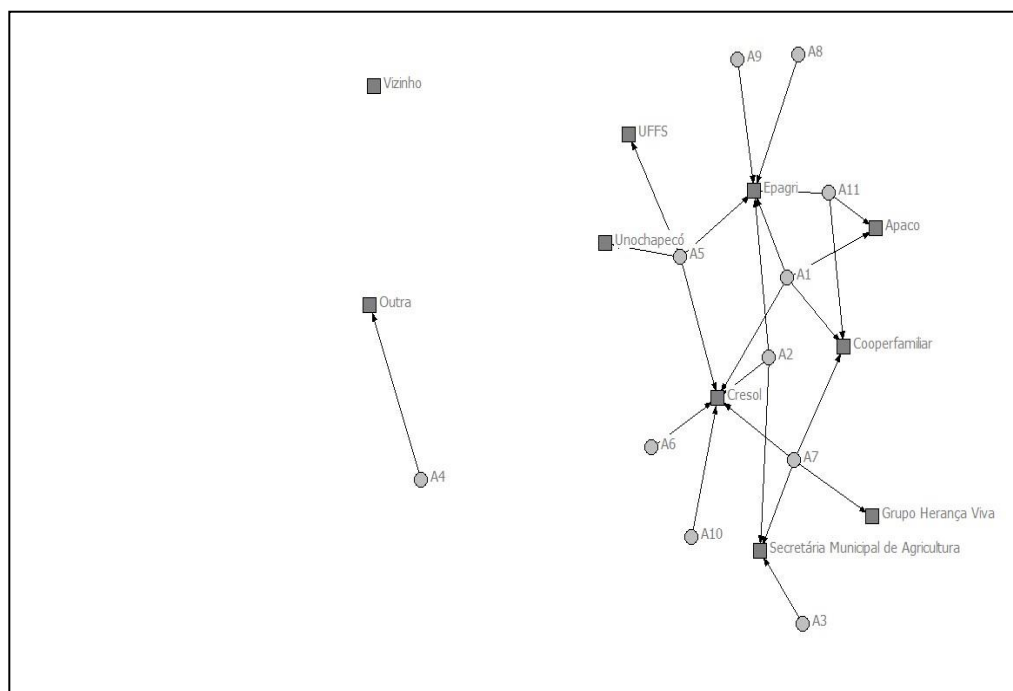 A9
A8
Vizinho
UFFS
Epagri
A11
Apaco
Unochapecó
A5
A1
Outra
Cooperfamiliar
A2
Cresol
A6
A7
A4
Grupo Herança Viva
A10
Secretária Municipal de Agricultura
A3